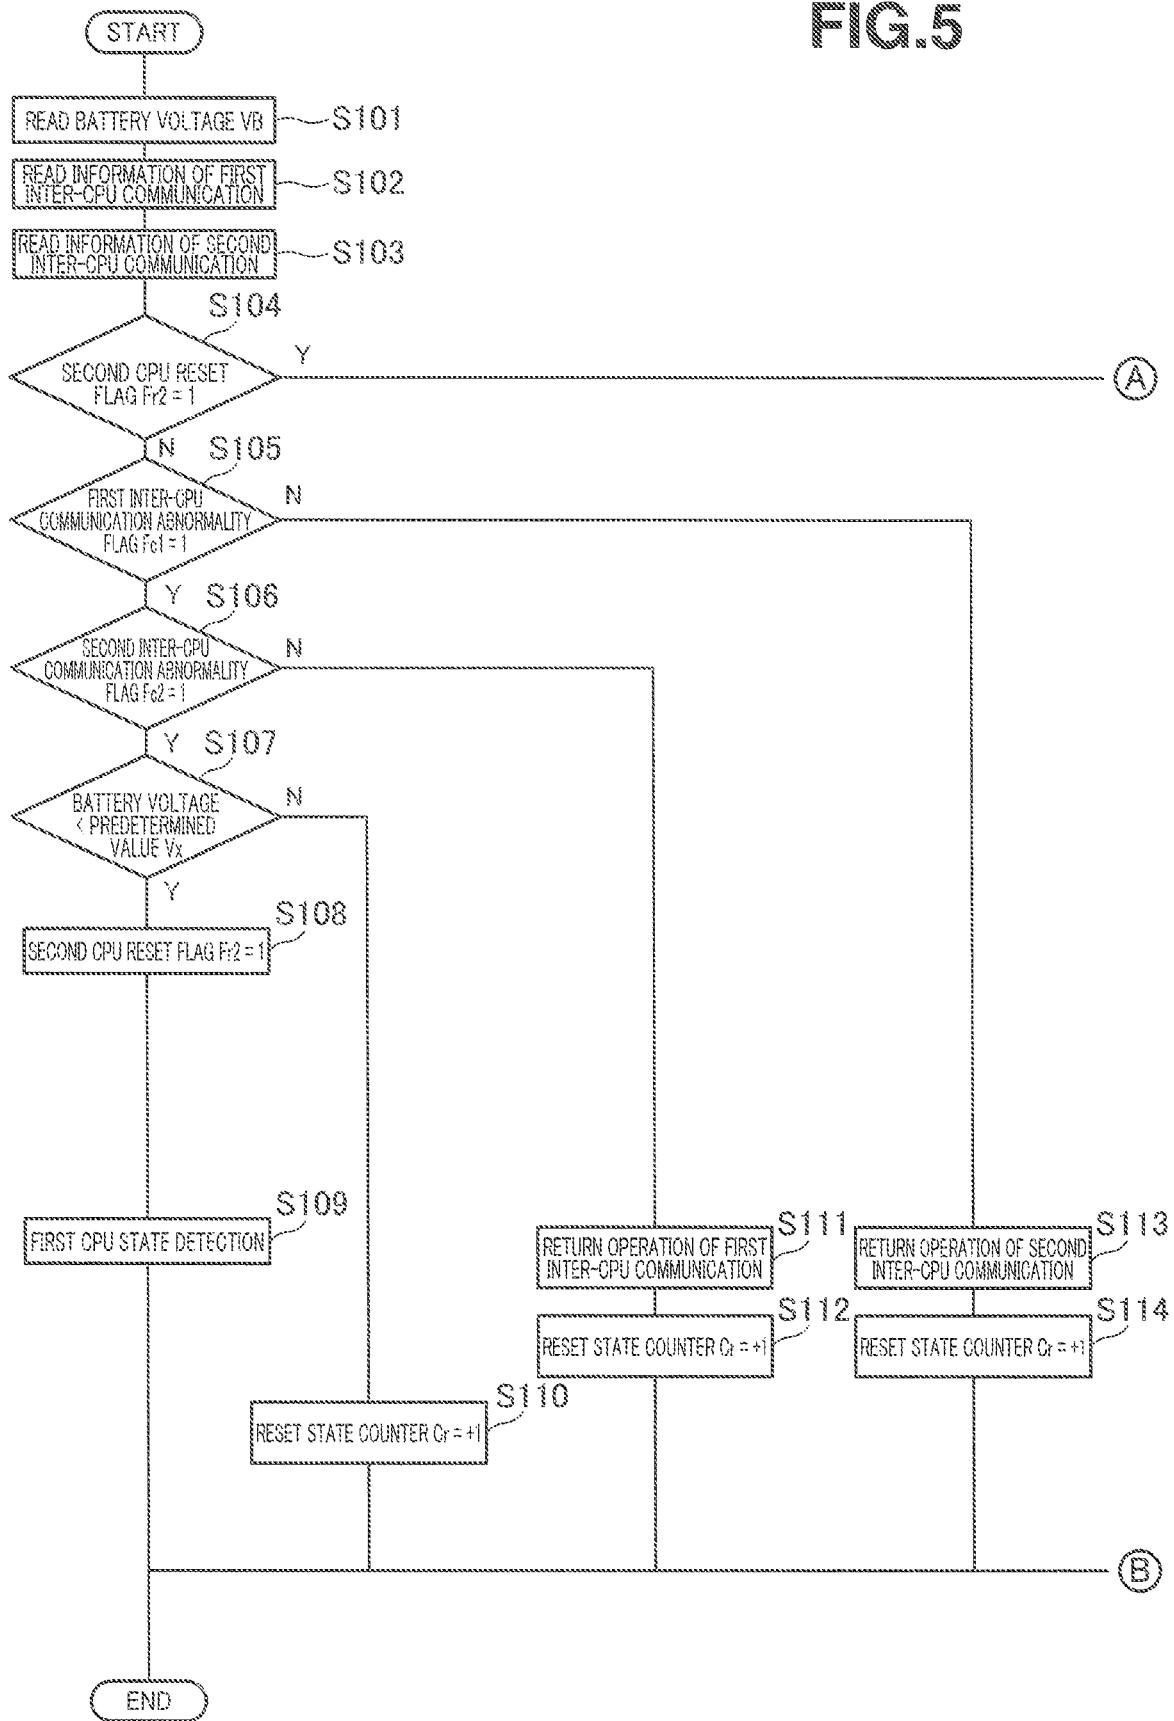 FIG.5
START
READ BATTERY VOLTAGE VB
S101
READ INFORMATION OF FIRST
INTER-CPU COMMUNICATION
S102
READ INFORMATION OF SECOND
INTER-CPU COMMUNICATION
S103
S104
SECOND CPU RESET
FLAG Fr2 = 1
Y
A
N
S105
FIRST INTER-CPU
COMMUNICATION ABNORMALITY
FLAG Fc1 = 1
N
Y
S106
SECOND INTER-CPU
COMMUNICATION ABNORMALITY
FLAG Fc2 = 1
N
Y
S107
BATTERY VOLTAGE
< PREDETERMINED
VALUE Vx
N
Y
S108
SECOND CPU RESET FLAG Fr2 = 1
S109
FIRST CPU STATE DETECTION
S111
RETURN OPERATION OF FIRST
INTER-CPU COMMUNICATION
S113
RETURN OPERATION OF SECOND
INTER-CPU COMMUNICATION
S112
RESET STATE COUNTER Cr = +1
S114
RESET STATE COUNTER Cr = +1
S110
RESET STATE COUNTER Cr = +1
B
END